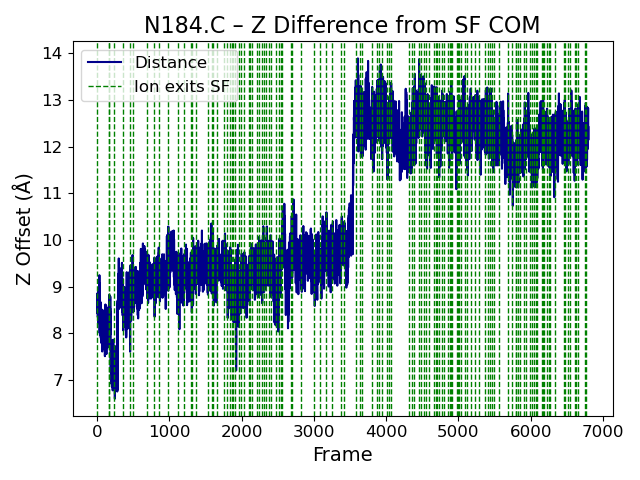 N184.C – Z Difference from SF COM
Distance
Ion exits SF
Z Offset (Å)
14
13
12
11
10
9
8
7
0 1000 2000 3000 4000 5000 6000 7000
Frame